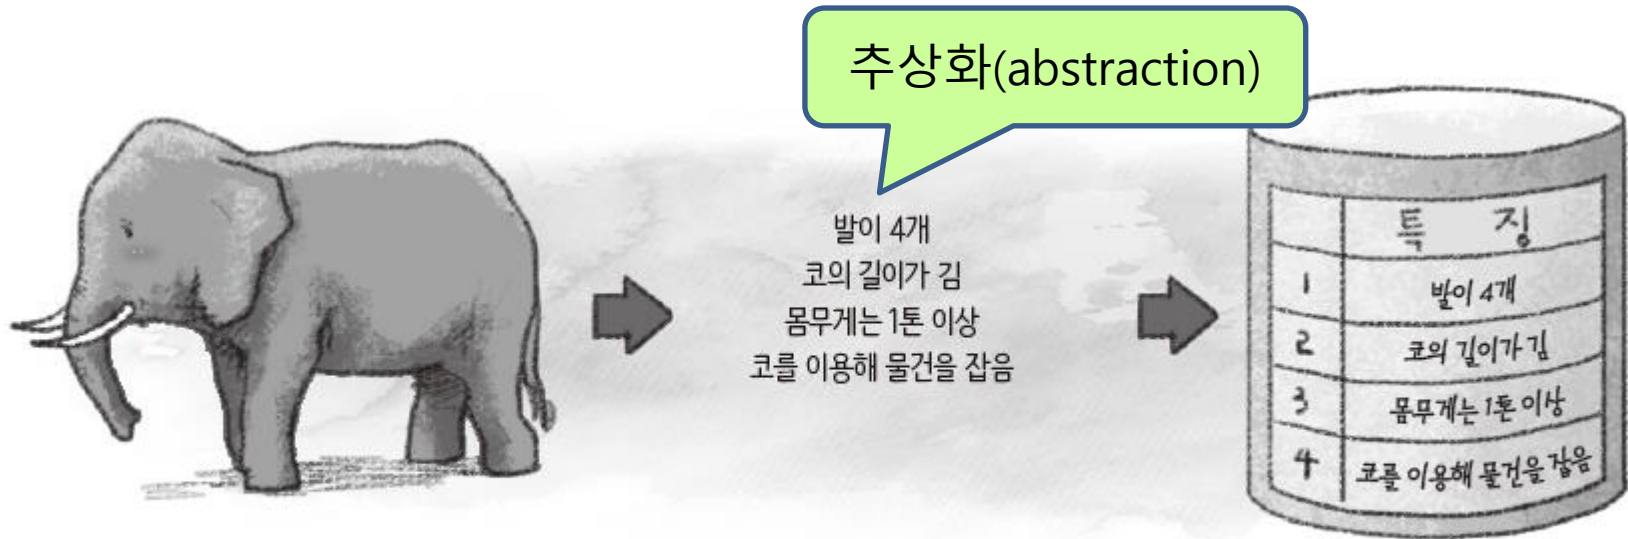 추상화(abstraction)
발이 4개
코의 길이가 김
몸무게는 1톤 이상
코를 이용해 물건을 잡음
특 징
1 발이 4개
2 코의 길이가 김
3 몸무게는 1톤 이상
4 코를 이용해 물건을 잡음